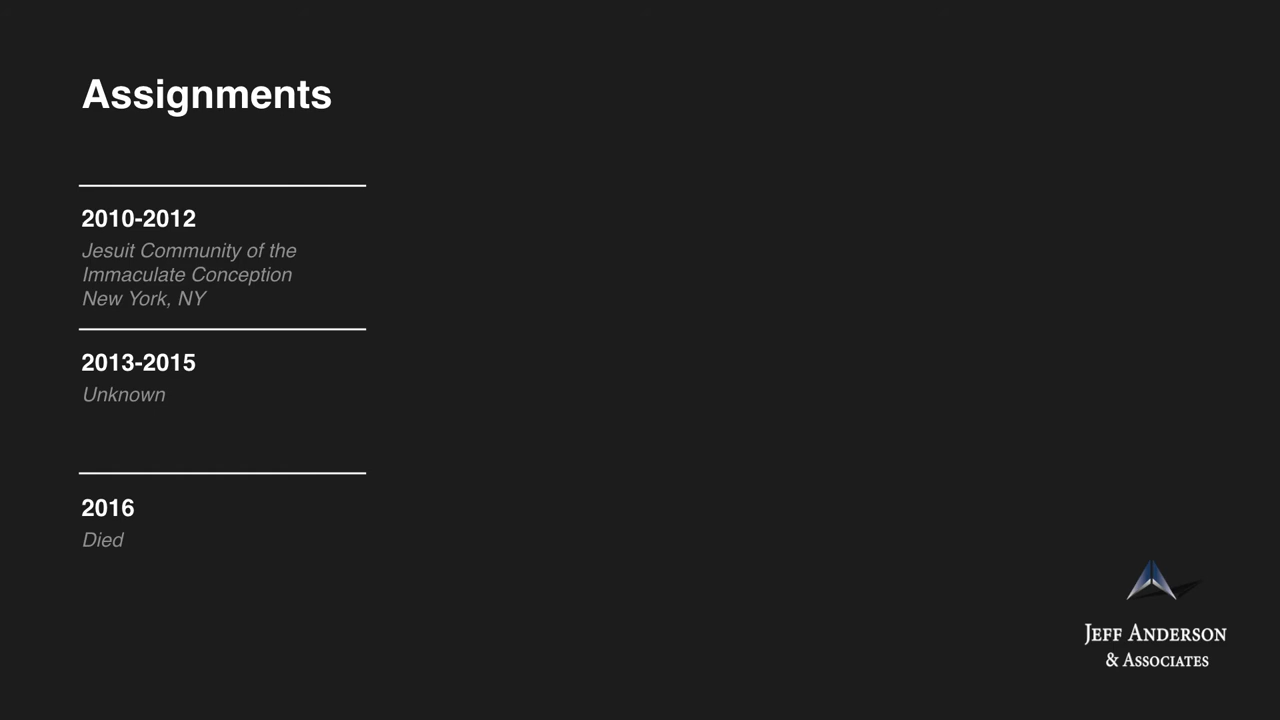 Assignments
2010-2012
Jesuit Community of the
Immaculate Conception
New York, NY
2013-2015
Unknown
2016
Died
Jeff Anderson
& Associates